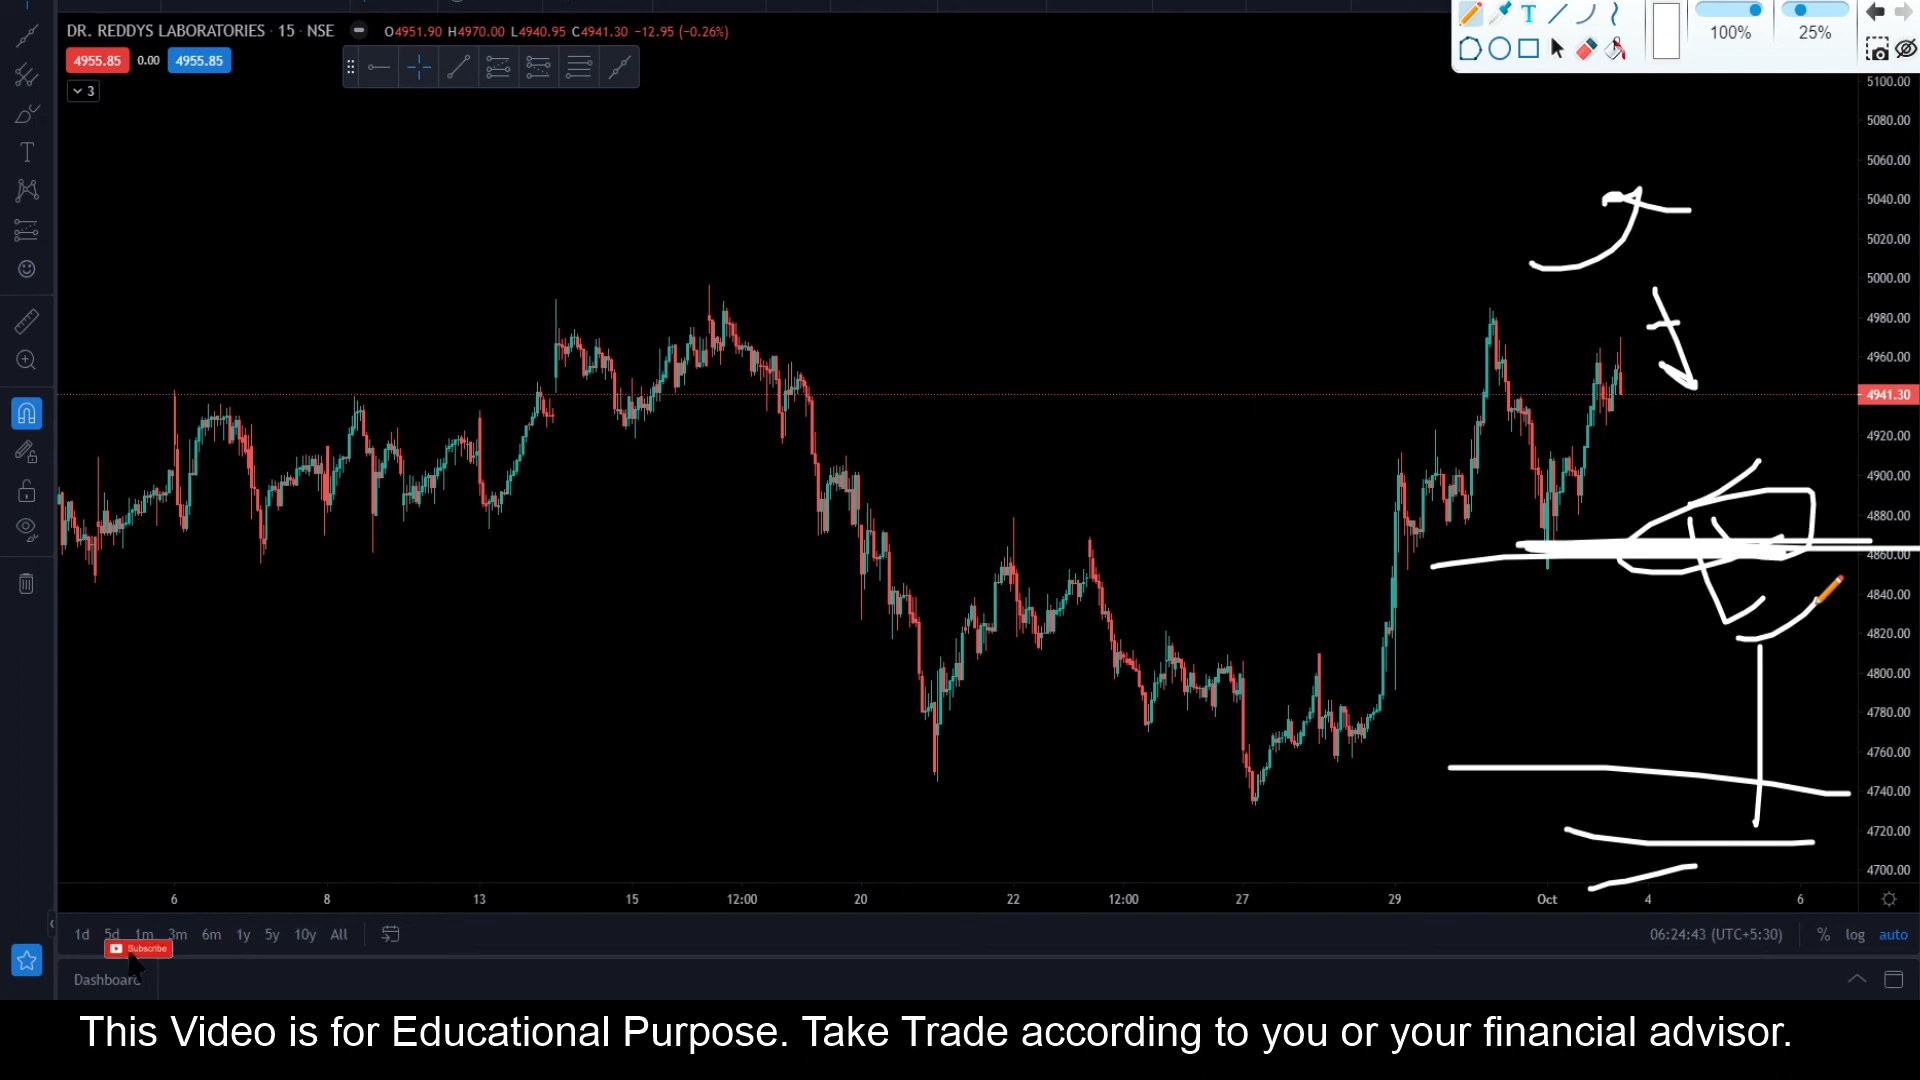 DR. REDDYS LABORATORIES · 15 · NSE O4951.90 H4970.00 L4940.95 C4941.30 −12.95 (−0.26%)
4955.85 0.00 4955.85
3
T
100% 25%
5100.00
5080.00
5060.00
5040.00
5020.00
5000.00
4980.00
4960.00
4941.30
4920.00
4900.00
4880.00
4860.00
4840.00
4820.00
4800.00
4780.00
4760.00
4740.00
4720.00
4700.00
6 8 13 15 12:00 20 22 12:00 27 29 Oct 4 6
1d 5d 1m 3m 6m 1y 5y 10y All 06:24:43 (UTC+5:30) % log auto
Subscribe
Dashboard
This Video is for Educational Purpose. Take Trade according to you or your financial advisor.